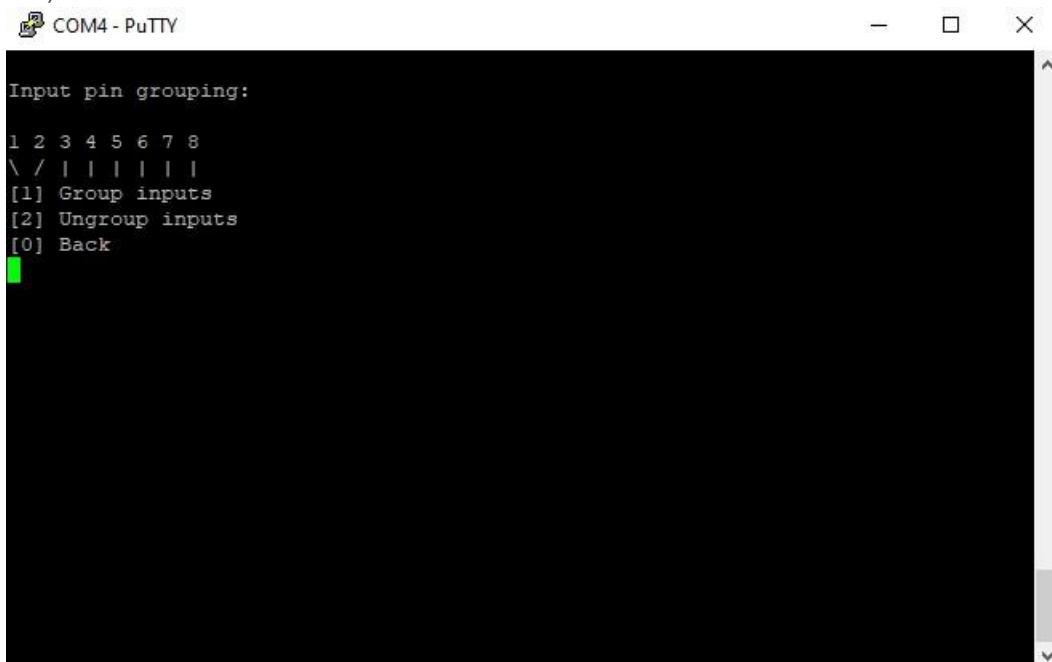 COM4 - PuTTY
Input pin grouping:
1 2 3 4 5 6 7 8
\ / | | | | | |
[1] Group inputs
[2] Ungroup inputs
[0] Back